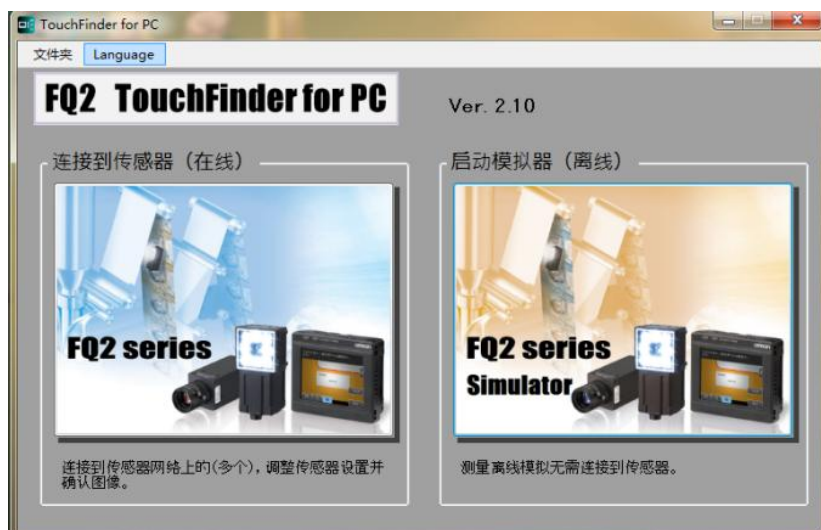 TouchFinder for PC
文件夹 Language
FQ2 TouchFinder for PC
Ver. 2.10
连接到传感器（在线）
FQ2 series
连接到传感器网络上的(多个)，调整传感器设置并
确认图像。
启动模拟器（离线）
FQ2 series
Simulator
测量离线模拟无需连接到传感器。